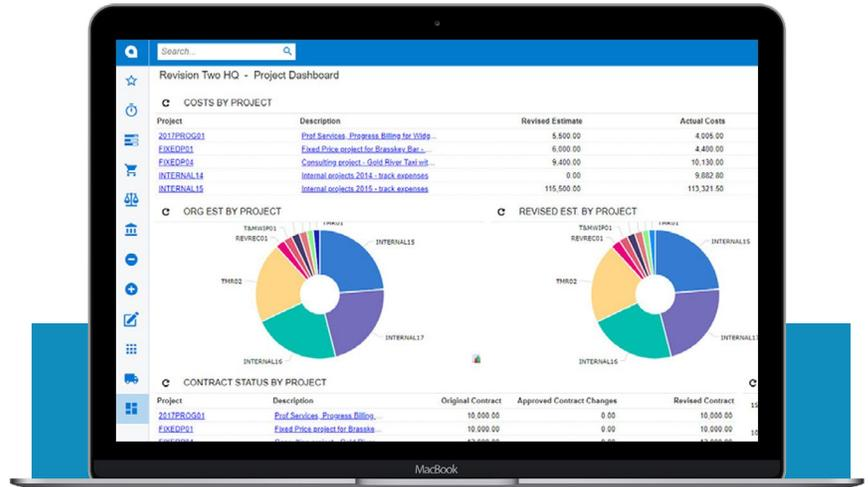 Search...
Revision Two HQ - Project Dashboard
COSTS BY PROJECT
Project Description Revised Estimate Actual Costs
2017PROG01 Prof Services, Progress Billing for Widg... 5,500.00 4,005.00
FIXEDP01 Fixed Price project for Brasskey Bar - ... 6,000.00 4,400.00
FIXEDP04 Consulting project - Gold River Taxi wit... 9,400.00 10,130.00
INTERNAL14 Internal projects 2014 - track expenses 0.00 9,882.80
INTERNAL15 Internal projects 2015 - track expenses 115,500.00 113,321.50
ORG EST BY PROJECT REVISED EST. BY PROJECT
TMR01 TMR01
T&MWIP01 T&MWIP01
REVREC01 INTERNAL15 REVREC01 INTERNAL15
TMR02 TMR02
INTERNAL17 INTERNAL17
INTERNAL16 INTERNAL16
CONTRACT STATUS BY PROJECT
Project Description Original Contract Approved Contract Changes Revised Contract
2017PROG01 Prof Services, Progress Billing ... 10,000.00 0.00 10,000.00
15
FIXEDP01 Fixed Price project for Brasske... 10,000.00 0.00 10,000.00
10
MacBook